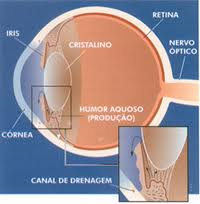 RETINA
IRIS
CRISTALINO
NERVO
ÓPTICO
HUMOR AQUOSO
(PRODUÇÃO)
CÓRNEA
CANAL DE DRENAGEM